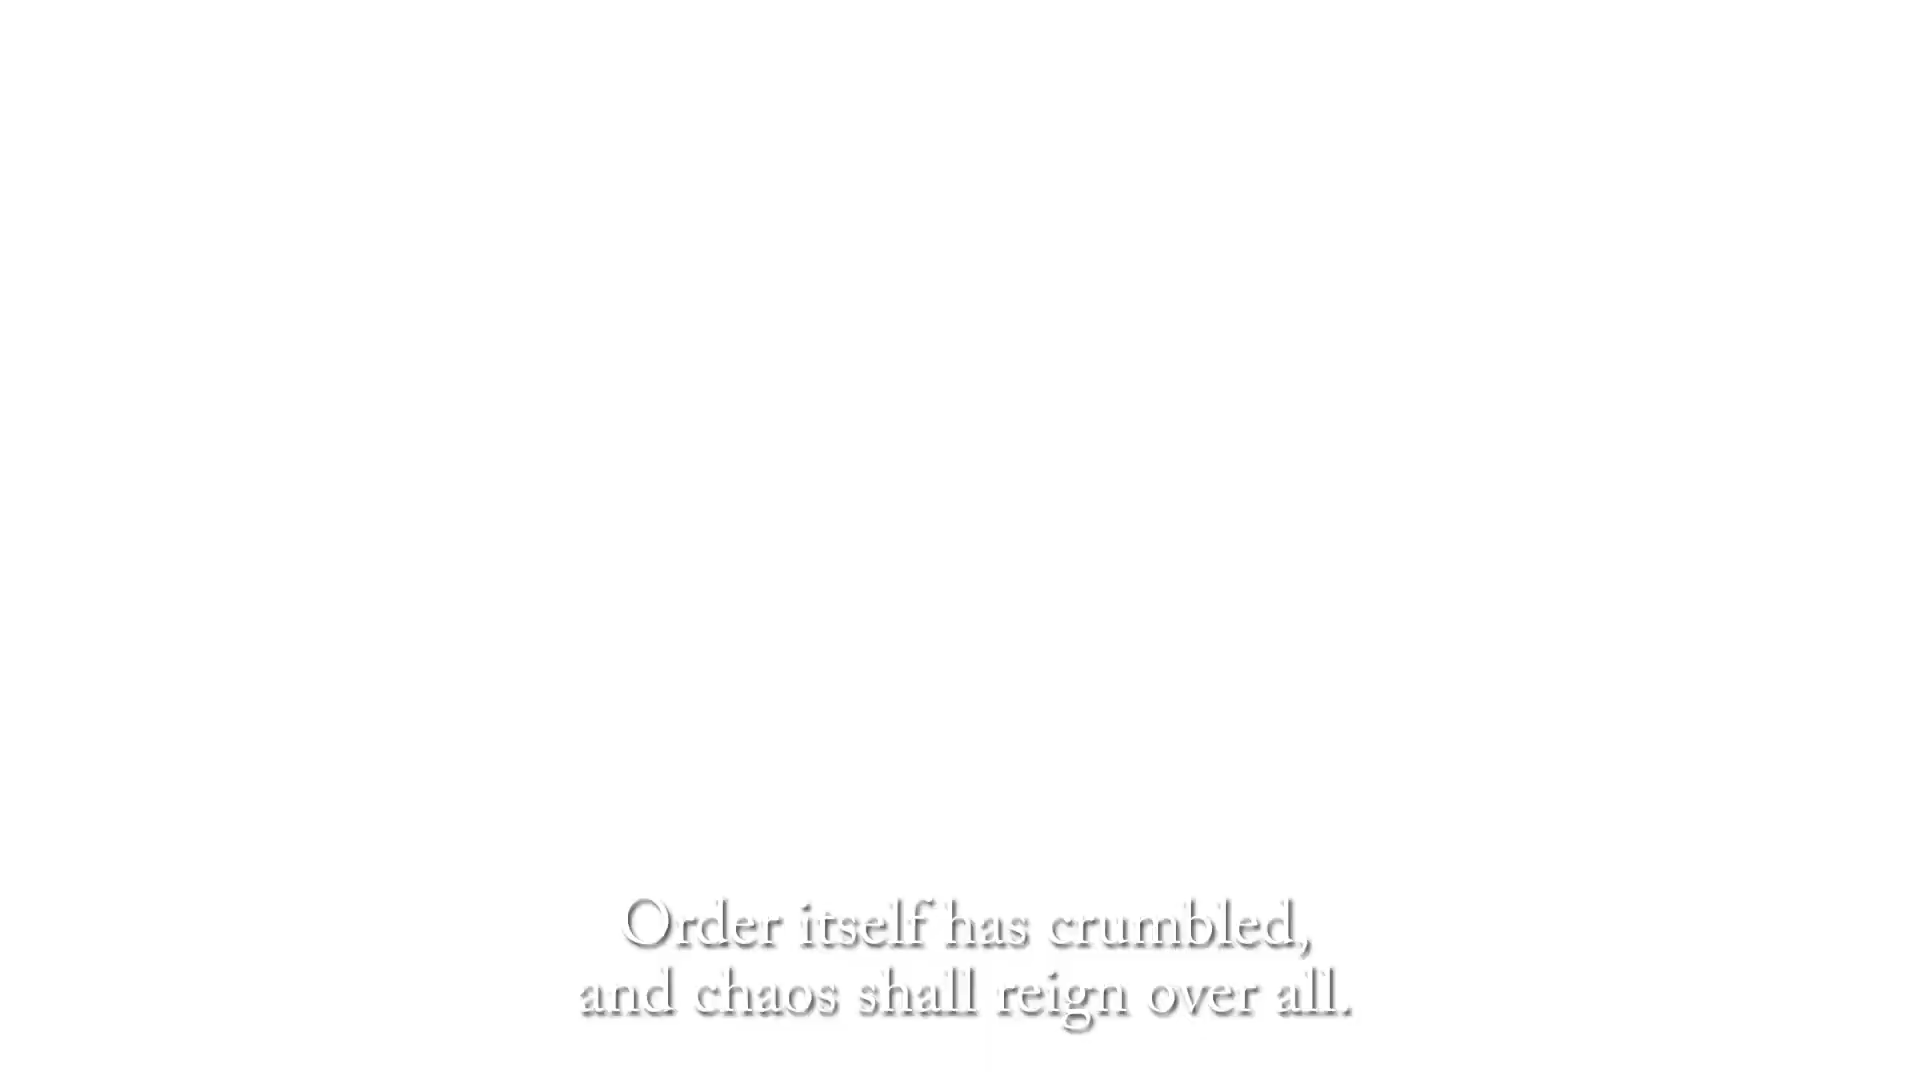 Order itself has crumbled,
and chaos shall reign over all.